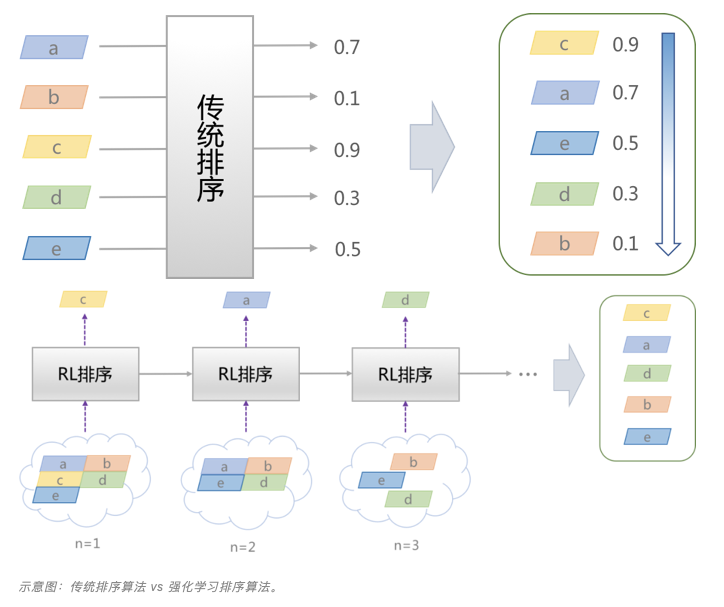 a 0.7
b 0.1
c 0.9
d 0.3
e 0.5
传统排序
c 0.9
a 0.7
e 0.5
d 0.3
b 0.1
c a d
RL排序 RL排序 RL排序 ...
a b
c d
e
n=1
a b
e d
n=2
b
e
d
n=3
c
a
d
b
e
示意图：传统排序算法 vs 强化学习排序算法。